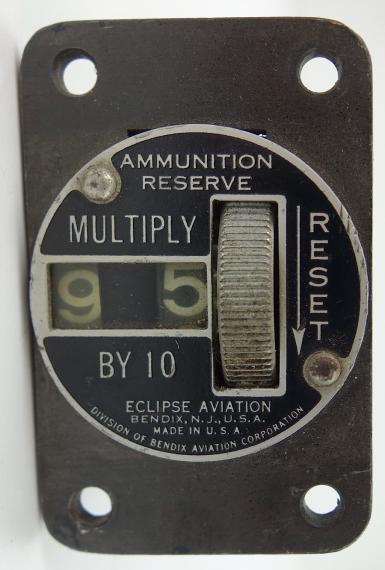 AMMUNITION
RESERVE
MULTIPLY
9 5
BY 10
RESET
ECLIPSE AVIATION
BENDIX, N.J., U.S.A.
MADE IN U.S.A.
DIVISION OF BENDIX AVIATION CORPORATION